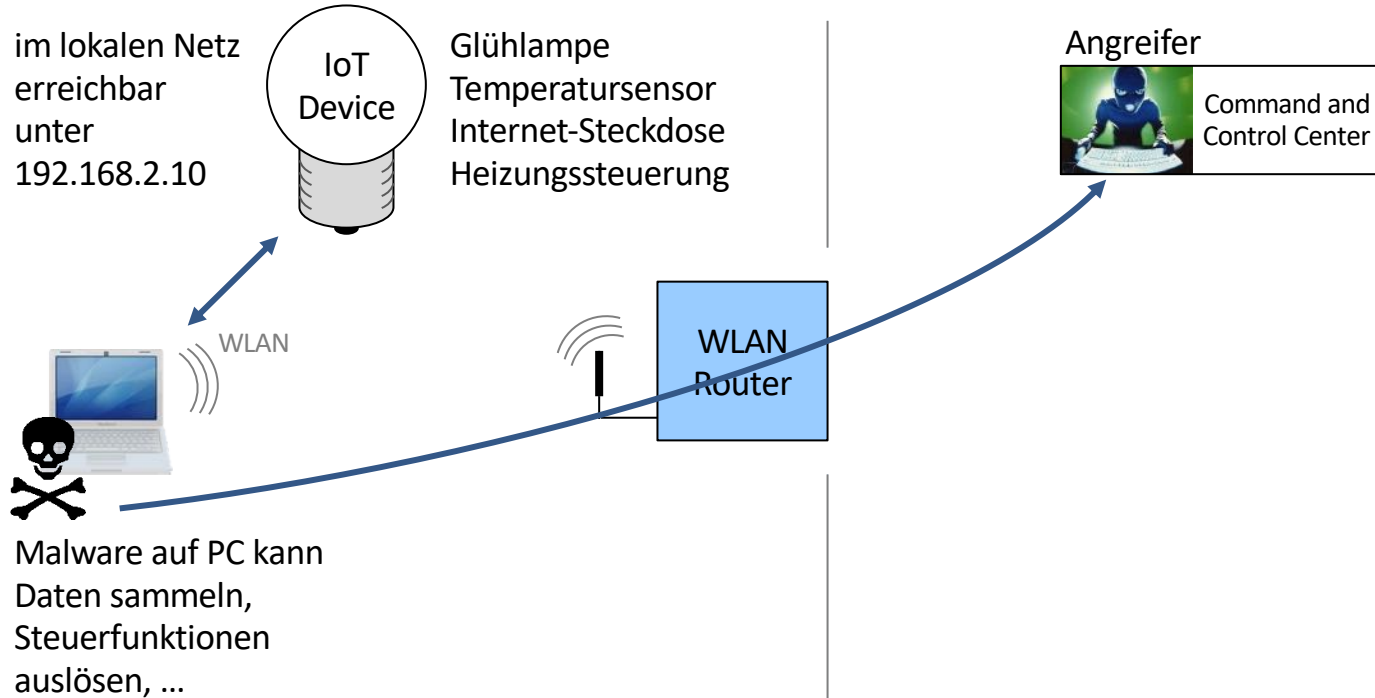 im lokalen Netz
erreichbar
unter
192.168.2.10
IoT
Device
Glühlampe
Temperatursensor
Internet-Steckdose
Heizungssteuerung
Angreifer
Command and
Control Center
WLAN
WLAN
Router
Malware auf PC kann
Daten sammeln,
Steuerfunktionen
auslösen, ...